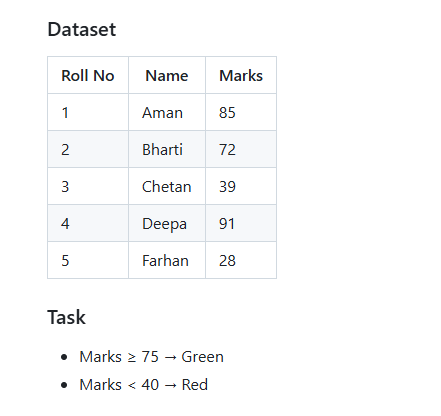 Dataset
Roll No Name Marks
1 Aman 85
2 Bharti 72
3 Chetan 39
4 Deepa 91
5 Farhan 28
Task
• Marks ≥ 75 → Green
• Marks < 40 → Red